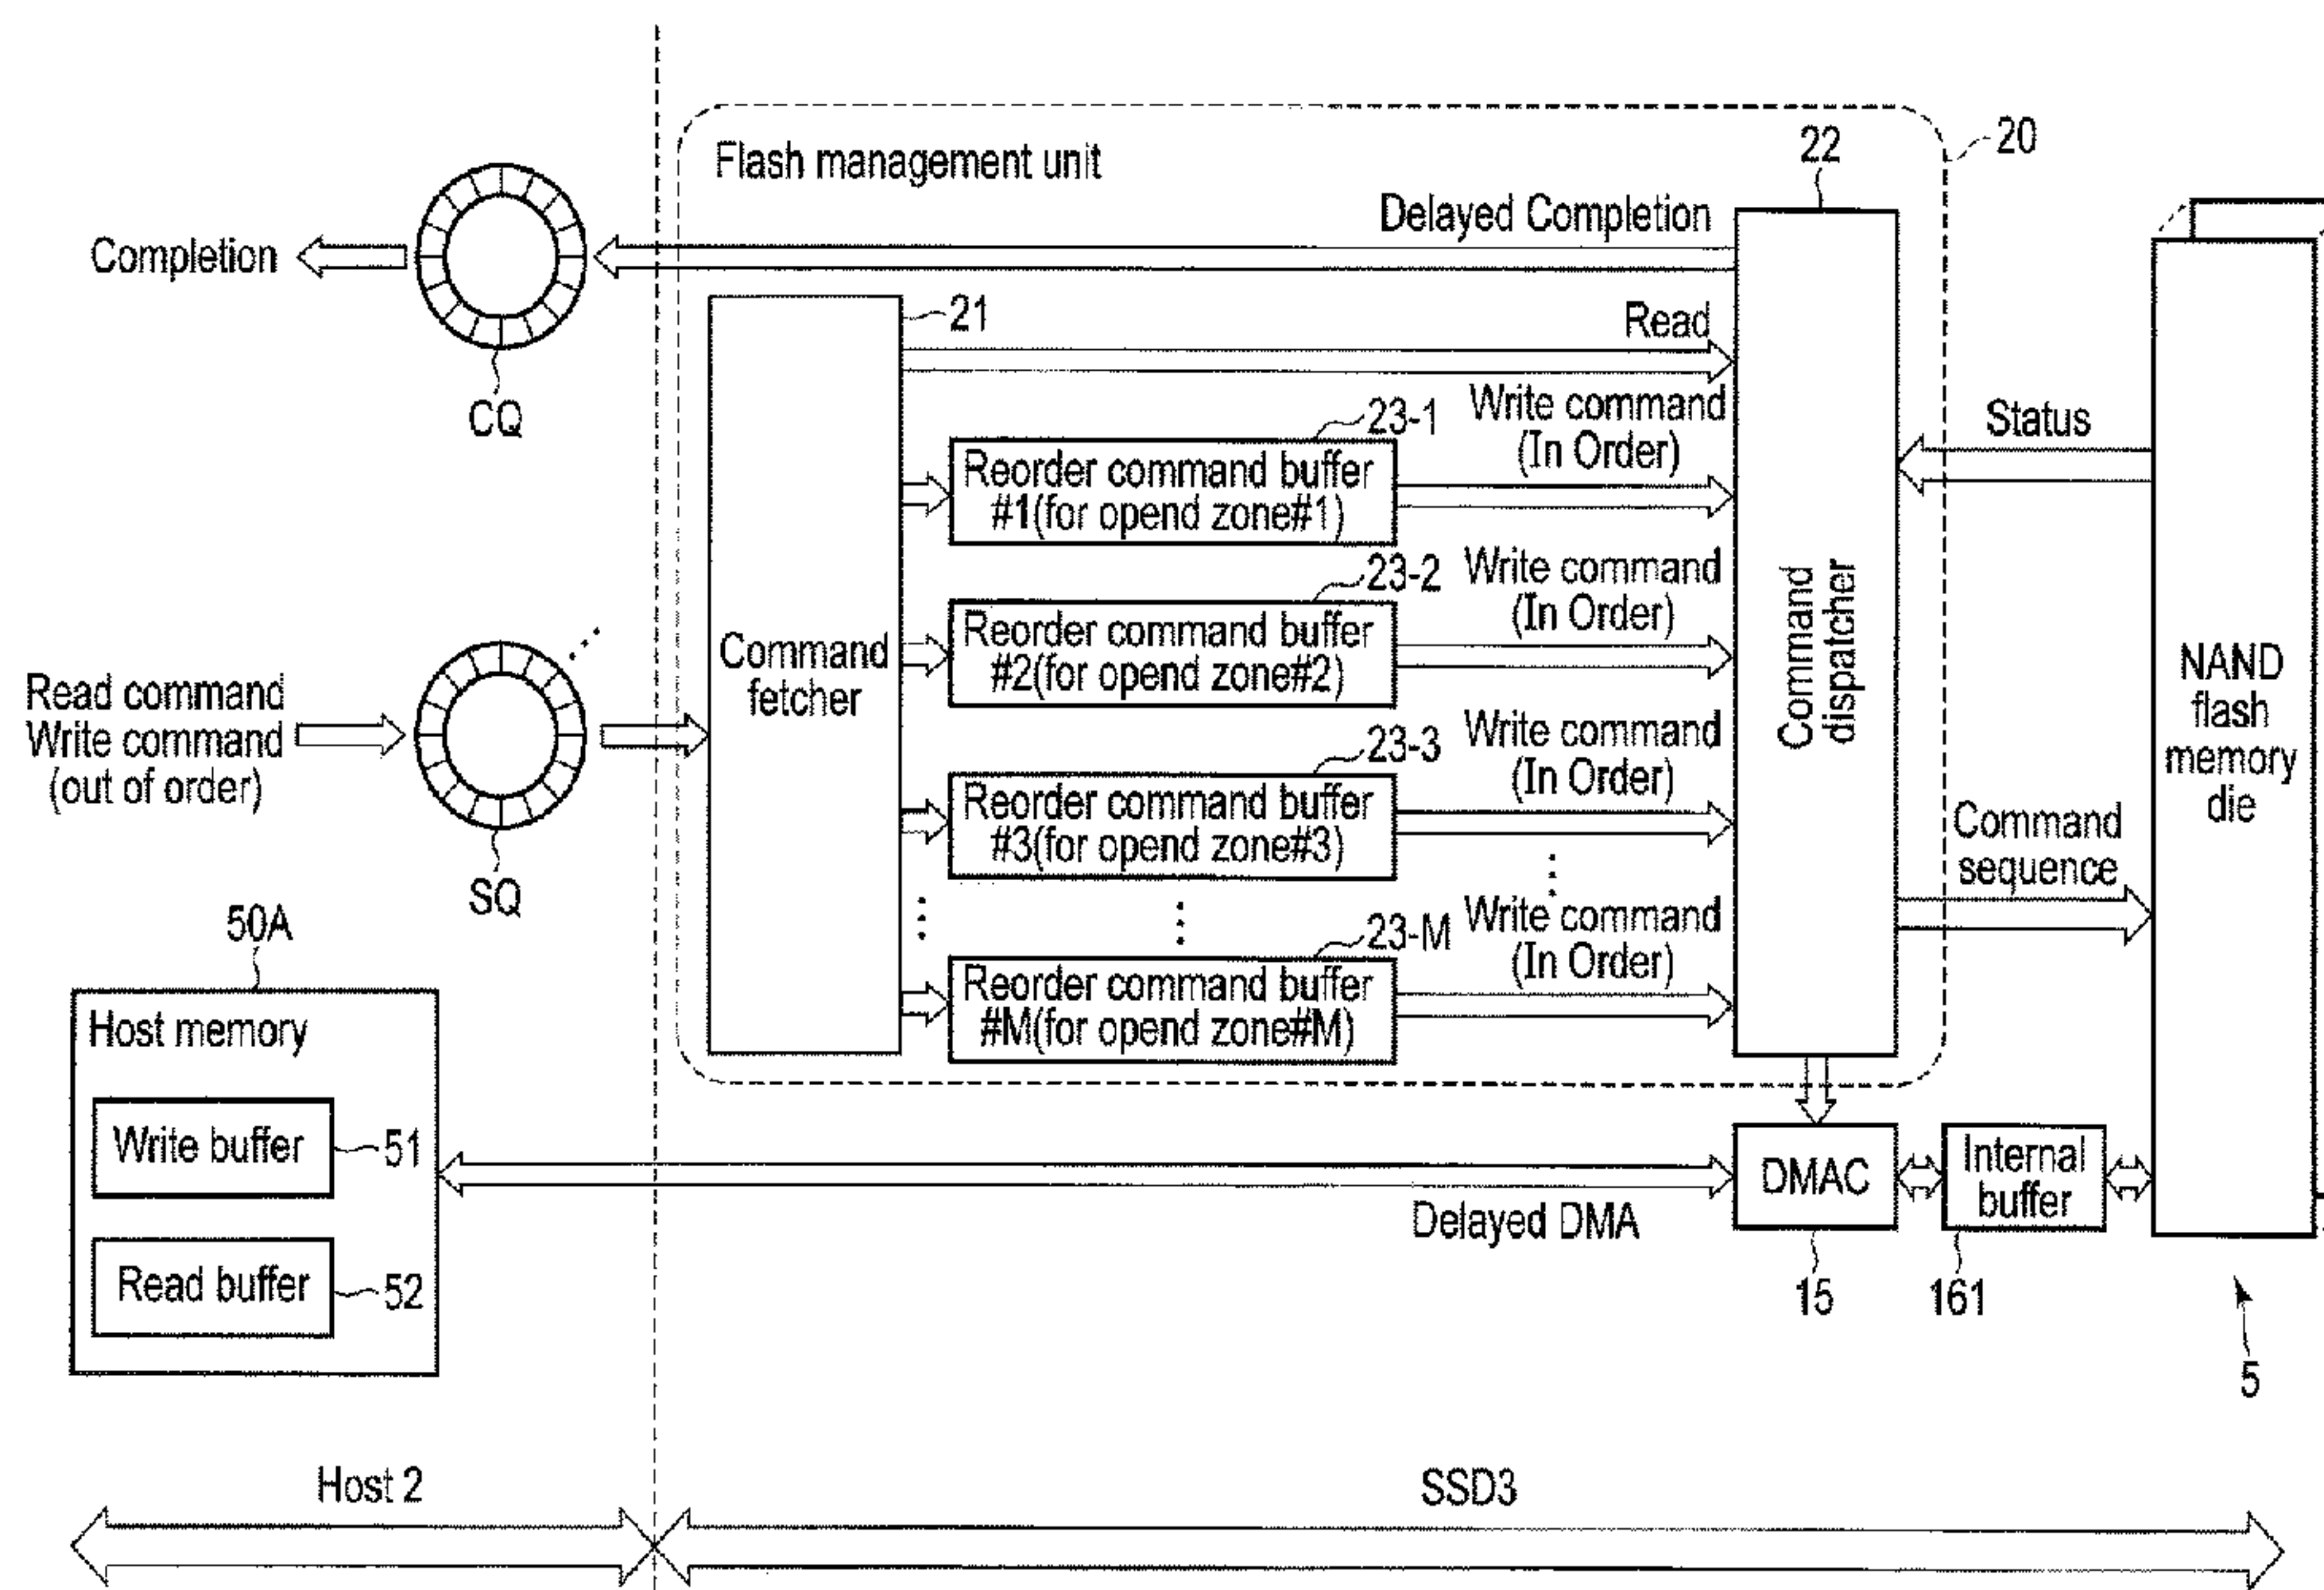 Flash management unit
20
22
Delayed Completion
Completion
CQ
21
Read
Command
fetcher
23-1
Reorder command buffer
#1(for opend zone#1)
Write command
(In Order)
23-2
Reorder command buffer
#2(for opend zone#2)
Write command
(In Order)
23-3
Reorder command buffer
#3(for opend zone#3)
Write command
(In Order)
23-M
Reorder command buffer
#M(for opend zone#M)
Write command
(In Order)
Command
dispatcher
Status
Command
sequence
NAND
flash
memory
die
Read command
Write command
(out of order)
SQ
50A
Host memory
Write buffer
51
Read buffer
52
Delayed DMA
DMAC
15
Internal
buffer
161
5
Host 2
SSD3